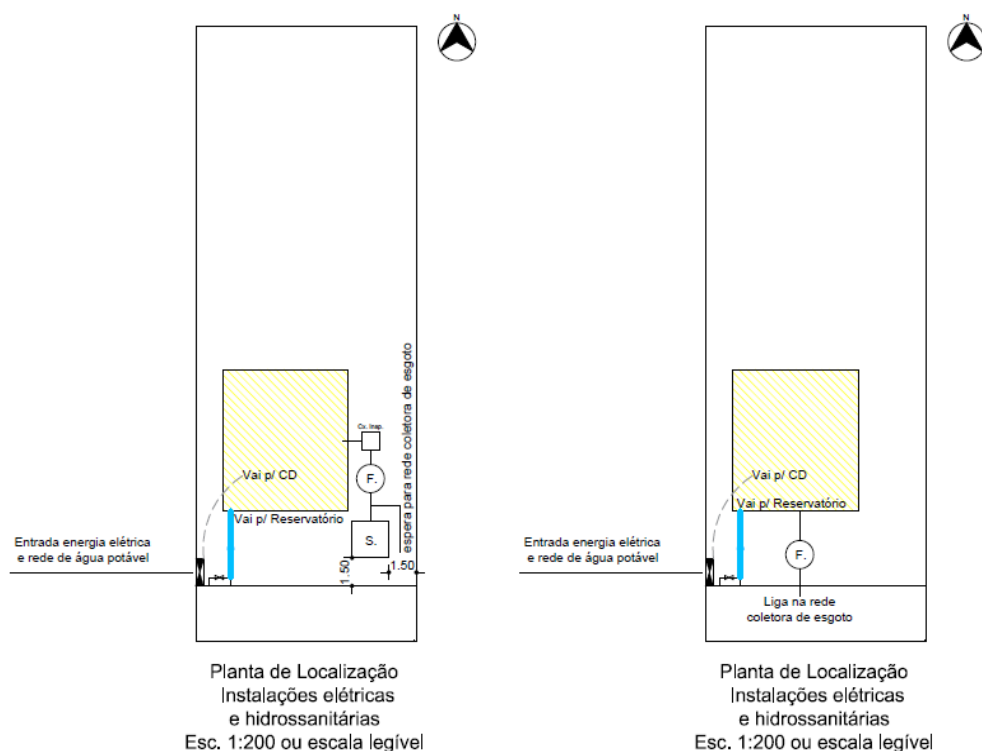 N
Cx. Insp.
F.
espera para rede coletora de esgoto
Vai p/ CD
Vai p/ Reservatório
S.
1.50
1.50
Entrada energia elétrica
e rede de água potável
Planta de Localização
Instalações elétricas
e hidrossanitárias
Esc. 1:200 ou escala legível
N
Vai p/ CD
Vai p/ Reservatório
F.
Entrada energia elétrica
e rede de água potável
Liga na rede
coletora de esgoto
Planta de Localização
Instalações elétricas
e hidrossanitárias
Esc. 1:200 ou escala legível